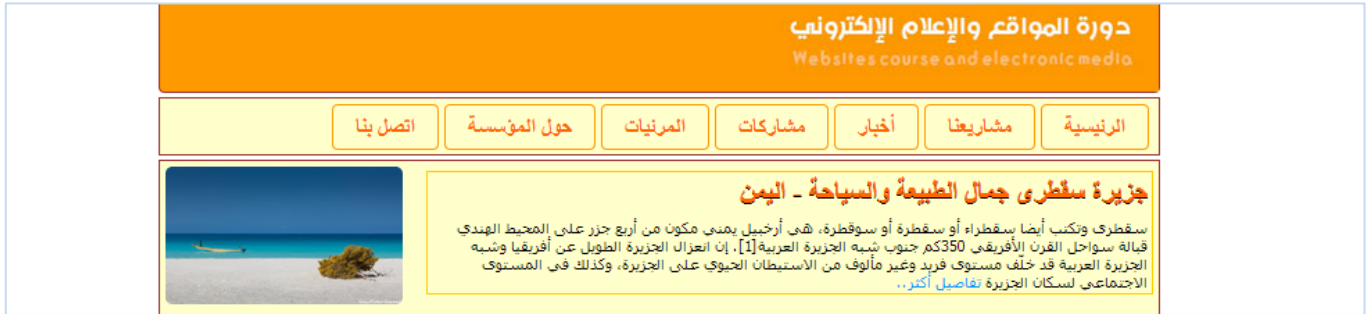 دورة المواقع والإعلام الإلكتروني
Websites course and electronic media
الرئيسية
مشاريعنا
أخبار
مشاركات
المرئيات
حول المؤسسة
اتصل بنا
جزيرة سقطرى جمال الطبيعة والسياحة - اليمن
سقطرى وتكتب أيضا سقطراء أو سقطرة أو سوقطرة، هي أرخبيل يمني مكون من أربع جزر على المحيط الهندي
قبالة سواحل القرن الأفريقي 350كم جنوب شبه الجزيرة العربية[1]. إن انعزال الجزيرة الطويل عن أفريقيا وشبه
الجزيرة العربية قد خلّف مستوى فريد وغير مألوف من الاستيطان الحيوي على الجزيرة، وكذلك في المستوى
الاجتماعي لسكان الجزيرة تفاصيل أكثر..